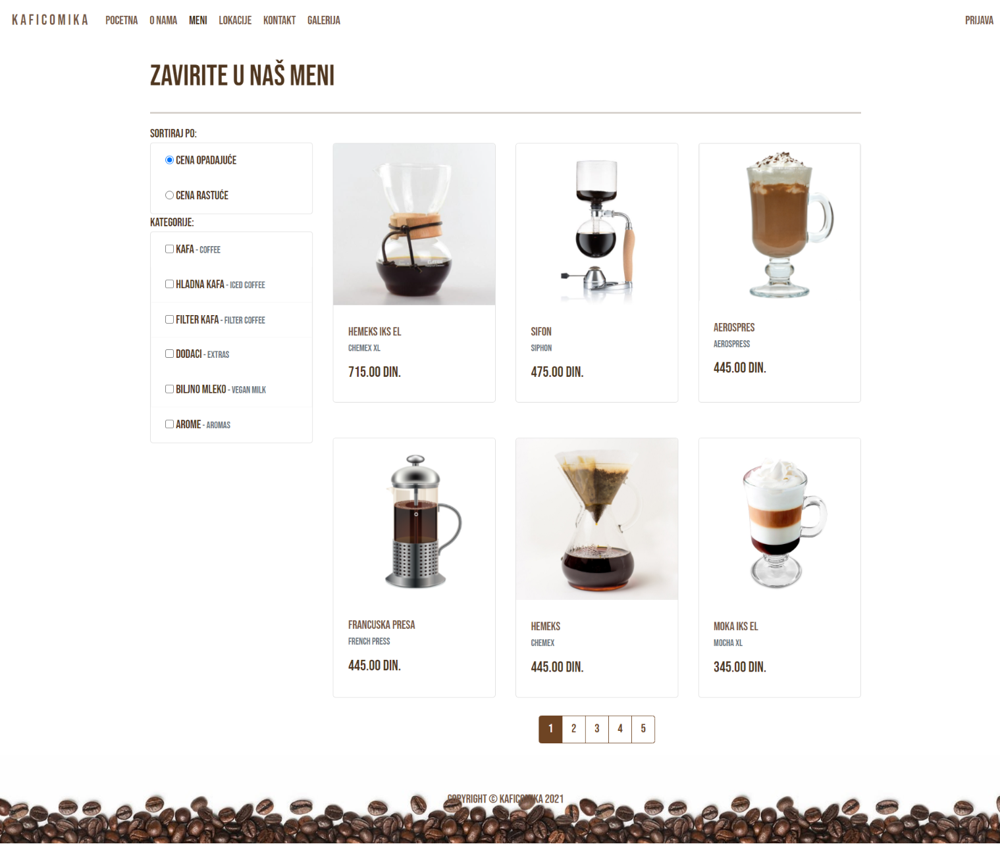 KAFICOMIKA POCETNA O NAMA MENI LOKACIJE KONTAKT GALERIJA PRIJAVA
ZAVIRITE U NAŠ MENI
SORTIRAJ PO:
CENA OPADAJUĆE
CENA RASTUĆE
KATEGORIJE:
KAFA - COFFEE
HLADNA KAFA - ICED COFFEE
FILTER KAFA - FILTER COFFEE
DODACI - EXTRAS
BILJNO MLEKO - VEGAN MILK
AROME - AROMAS
HEMEKS IKS EL
CHEMEX XL
715.00 DIN.
SIFON
SIPHON
475.00 DIN.
AEROSPRES
AEROSPRESS
445.00 DIN.
FRANCUSKA PRESA
FRENCH PRESS
445.00 DIN.
HEMEKS
CHEMEX
445.00 DIN.
MOKA IKS EL
MOCHA XL
345.00 DIN.
1 2 3 4 5
COPYRIGHT © KAFICOMIKA 2021